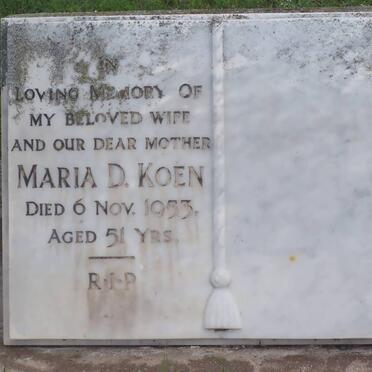 IN
LOVING MEMORY OF
MY BELOVED WIFE
AND OUR DEAR MOTHER
MARIA D. KOEN
DIED 6 NOV. 1953.
AGED 51 YRS.
R.I.P